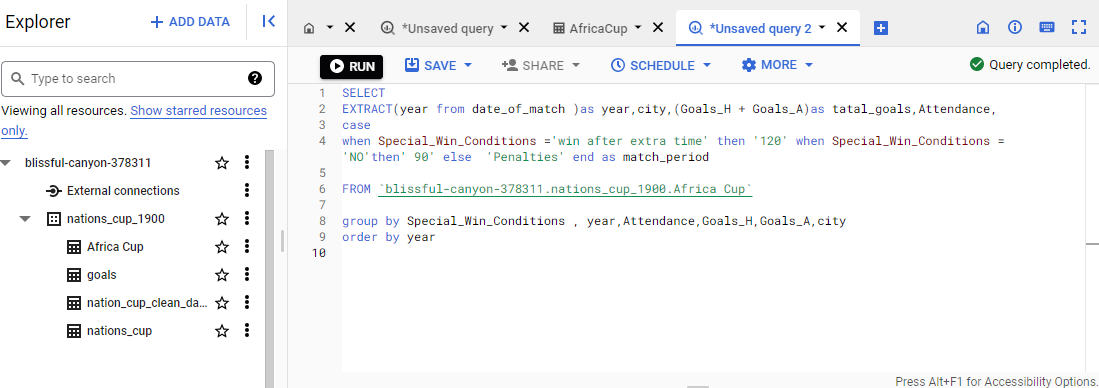 Explorer
+ ADD DATA
Type to search
Viewing all resources. Show starred resources
only.
blissful-canyon-378311
External connections
nations_cup_1900
Africa Cup
goals
nation_cup_clean_da...
nations_cup
*Unsaved query
AfricaCup
*Unsaved query 2
RUN
SAVE
SHARE
SCHEDULE
MORE
Query completed.
1 SELECT
2 EXTRACT(year from date_of_match )as year,city,(Goals_H + Goals_A)as tatal_goals,Attendance,
3 case
4 when Special_Win_Conditions ='win after extra time' then '120' when Special_Win_Conditions =
'NO'then' 90' else 'Penalties' end as match_period
5
6 FROM `blissful-canyon-378311.nations_cup_1900.Africa Cup`
7
8 group by Special_Win_Conditions , year,Attendance,Goals_H,Goals_A,city
9 order by year
10
Press Alt+F1 for Accessibility Options.